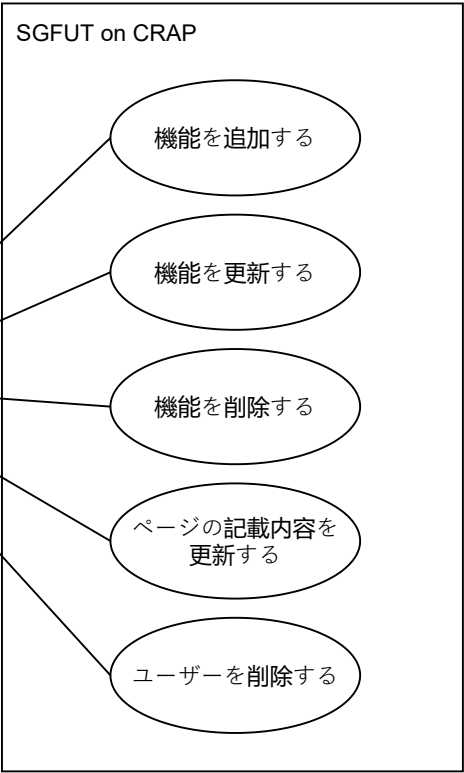 SGFUT on CRAP
機能を追加する
機能を更新する
機能を削除する
ページの記載内容を
更新する
ユーザーを削除する